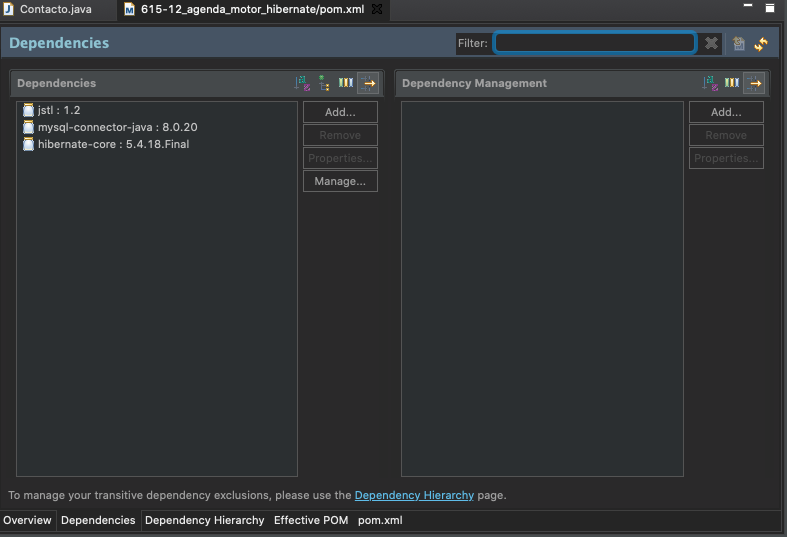 Contacto.java
615-12_agenda_motor_hibernate/pom.xml
Dependencies
Filter:
Dependencies
Dependency Management
jstl : 1.2
mysql-connector-java : 8.0.20
hibernate-core : 5.4.18.Final
Add...
Remove
Properties...
Manage...
Add...
Remove
Properties...
To manage your transitive dependency exclusions, please use the Dependency Hierarchy page.
Overview Dependencies Dependency Hierarchy Effective POM pom.xml